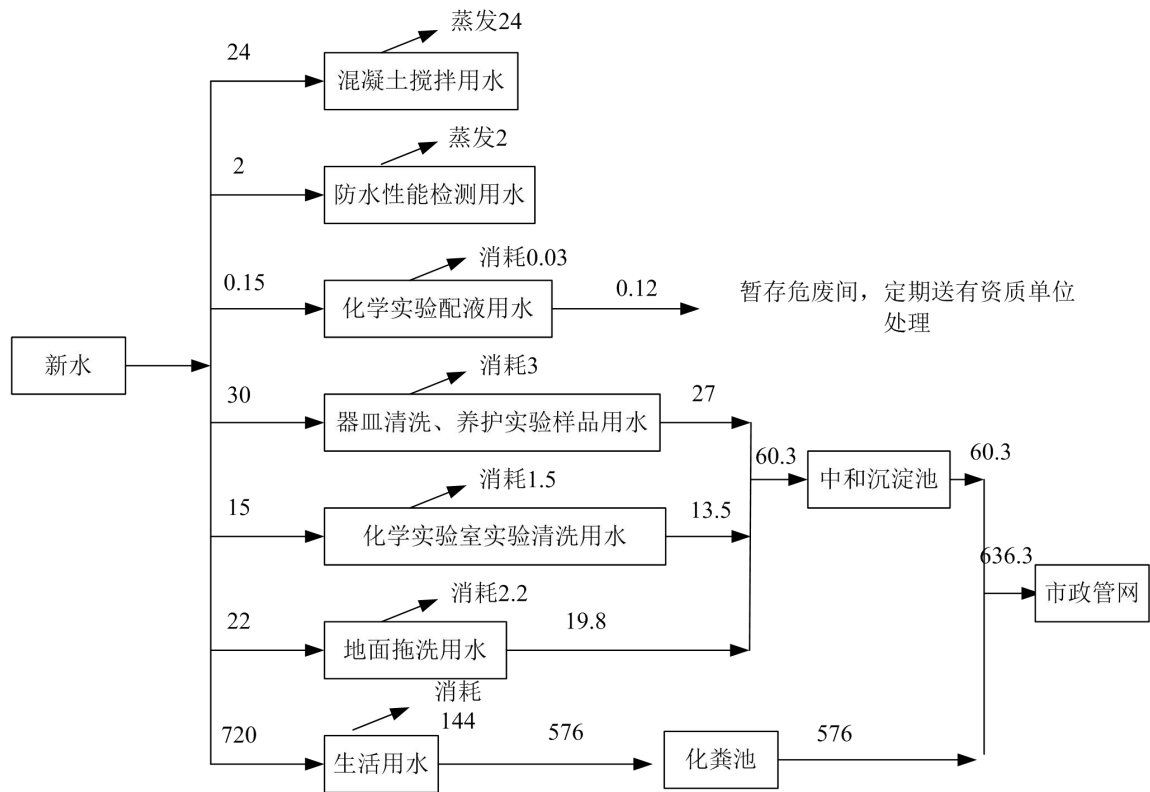 蒸发24
24
混凝土搅拌用水
蒸发2
2
防水性能检测用水
消耗0.03
0.15
化学实验配液用水
0.12
暂存危废间，定期送有资质单位
处理
新水
消耗3
30
器皿清洗、养护实验样品用水
27
60.3
中和沉淀池
60.3
消耗1.5
15
化学实验室实验清洗用水
13.5
636.3
市政管网
消耗2.2
22
地面拖洗用水
19.8
消耗
144
720
生活用水
576
化粪池
576